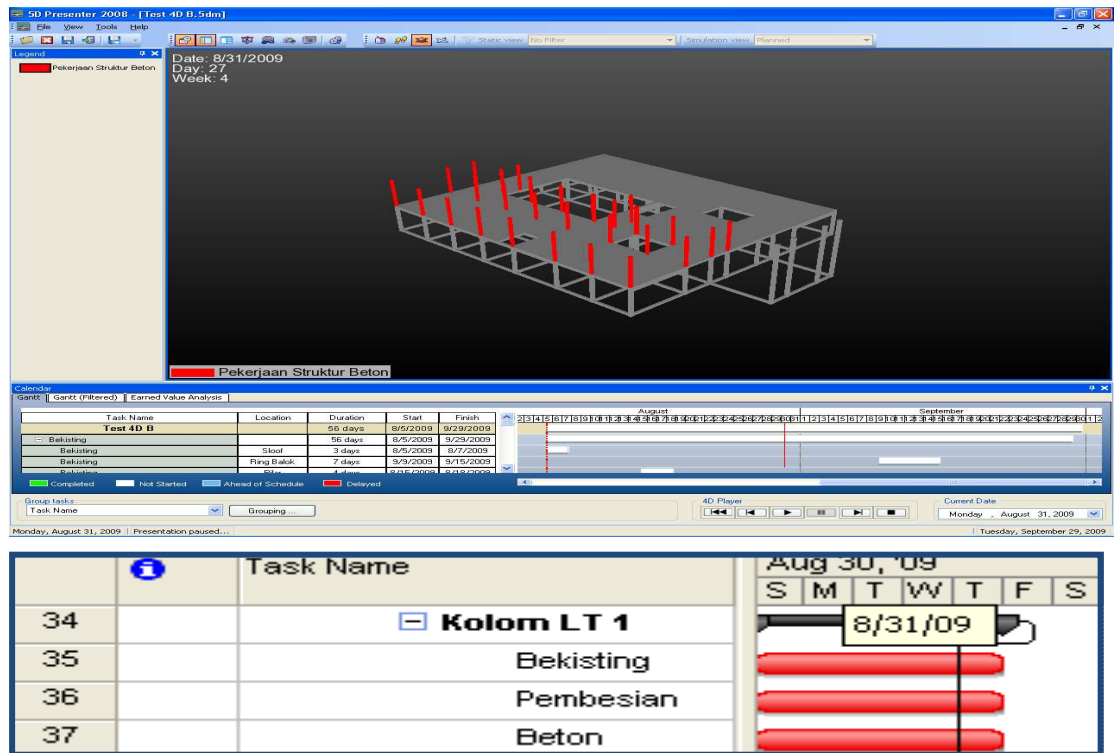 5D Presenter 2008 - [Test 4D B.5dm]
File View Tools Help
Static view No Filter Simulation view Planned
Legend
Pekerjaan Struktur Beton
Date: 8/31/2009
Day: 27
Week: 4
Pekerjaan Struktur Beton
Calendar
Gantt Gantt (Filtered) Earned Value Analysis
Task Name Location Duration Start Finish August September
Test 4D B 56 days 8/5/2009 9/29/2009
Bekisting 56 days 8/5/2009 9/29/2009
Bekisting Sloof 3 days 8/5/2009 8/7/2009
Bekisting Ring Balok 7 days 9/9/2009 9/15/2009
Completed Not Started Ahead of Schedule Delayed
Group tasks 4D Player Current Date
Task Name Grouping ... Monday , August 31, 2009
Monday, August 31, 2009 Presentation paused... Tuesday, September 29, 2009
Task Name Aug 30, '09
S M T W T F S
34 Kolom LT 1 8/31/09
35 Bekisting
36 Pembesian
37 Beton